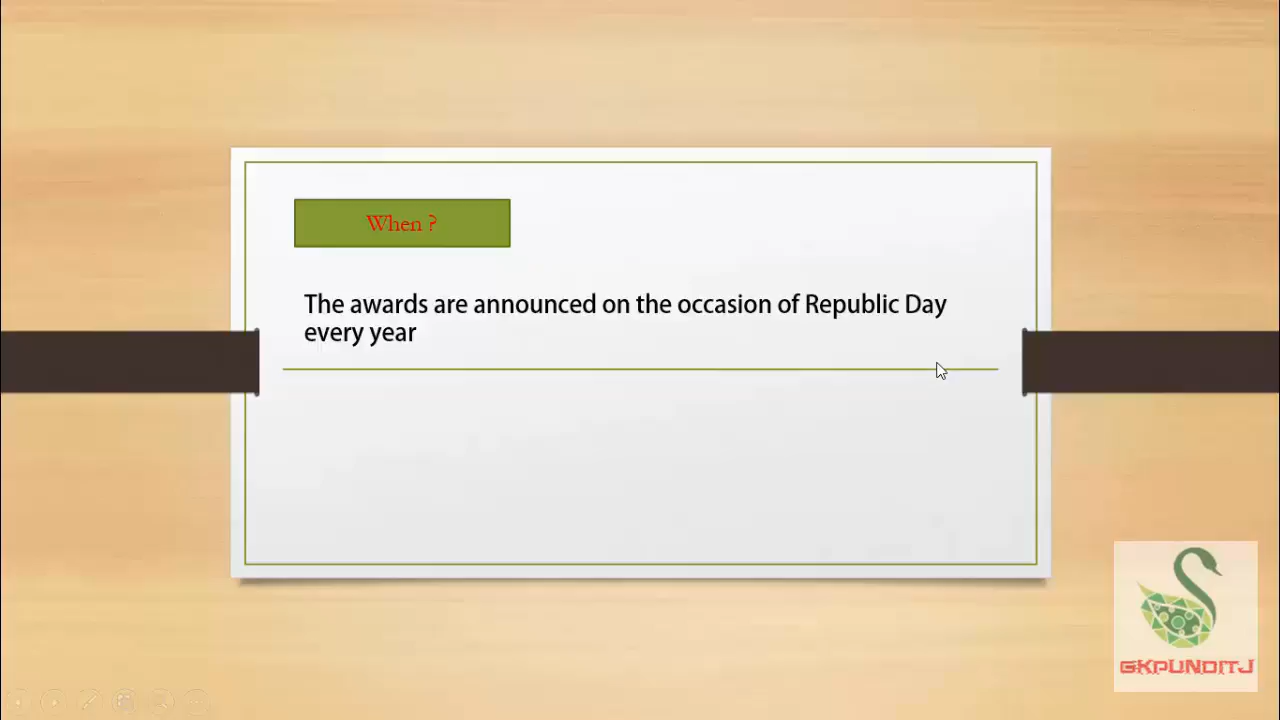 When ?
The awards are announced on the occasion of Republic Day
every year
GKPUNDITJ